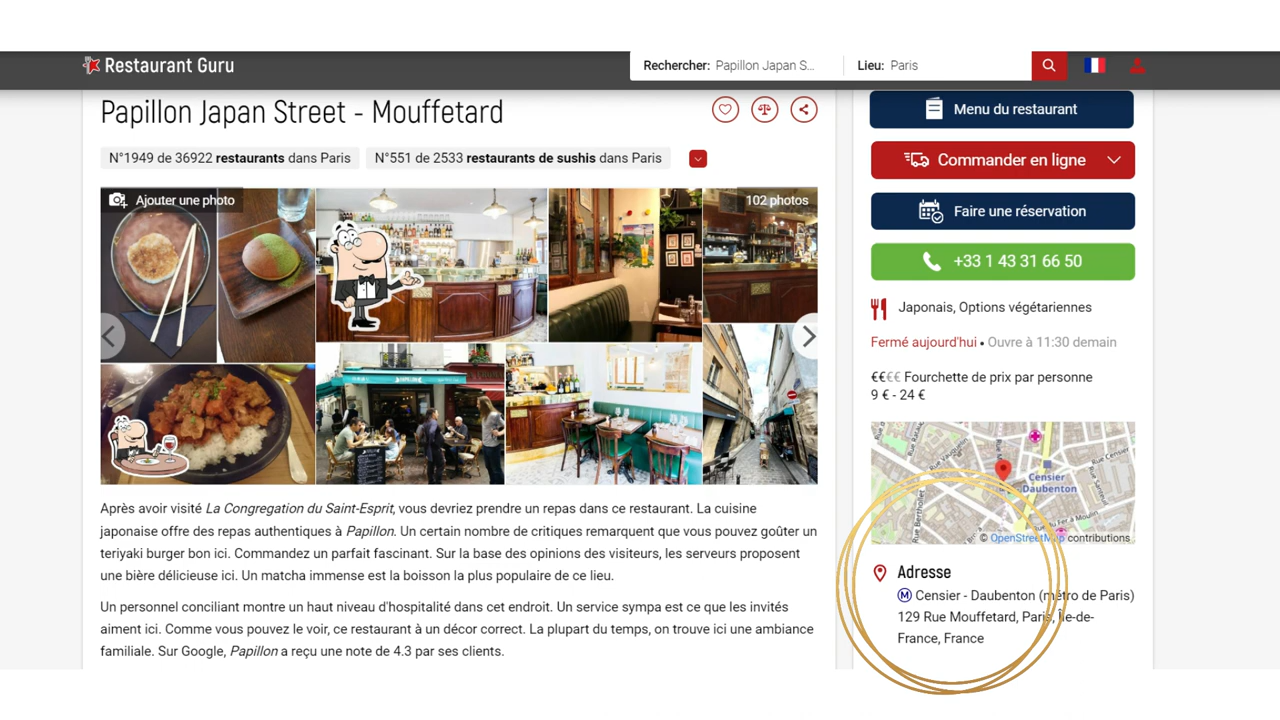 Restaurant Guru
Rechercher: Papillon Japan S...
Lieu: Paris
Papillon Japan Street - Mouffetard
N°1949 de 36922 restaurants dans Paris
N°551 de 2533 restaurants de sushis dans Paris
Ajouter une photo
102 photos
Après avoir visité La Congregation du Saint-Esprit, vous devriez prendre un repas dans ce restaurant. La cuisine
japonaise offre des repas authentiques à Papillon. Un certain nombre de critiques remarquent que vous pouvez goûter un
teriyaki burger bon ici. Commandez un parfait fascinant. Sur la base des opinions des visiteurs, les serveurs proposent
une bière délicieuse ici. Un matcha immense est la boisson la plus populaire de ce lieu.
Un personnel conciliant montre un haut niveau d'hospitalité dans cet endroit. Un service sympa est ce que les invités
aiment ici. Comme vous pouvez le voir, ce restaurant à un décor correct. La plupart du temps, on trouve ici une ambiance
familiale. Sur Google, Papillon a reçu une note de 4.3 par ses clients.
Menu du restaurant
Commander en ligne
Faire une réservation
+33 1 43 31 66 50
Japonais, Options végétariennes
Fermé aujourd'hui • Ouvre à 11:30 demain
€€€€ Fourchette de prix par personne
9 € - 24 €
Censier
Daubenton
Rue Berthollet
© OpenStreetMap contributions
Adresse
M Censier - Daubenton (métro de Paris)
129 Rue Mouffetard, Paris, Île-de-
France, France